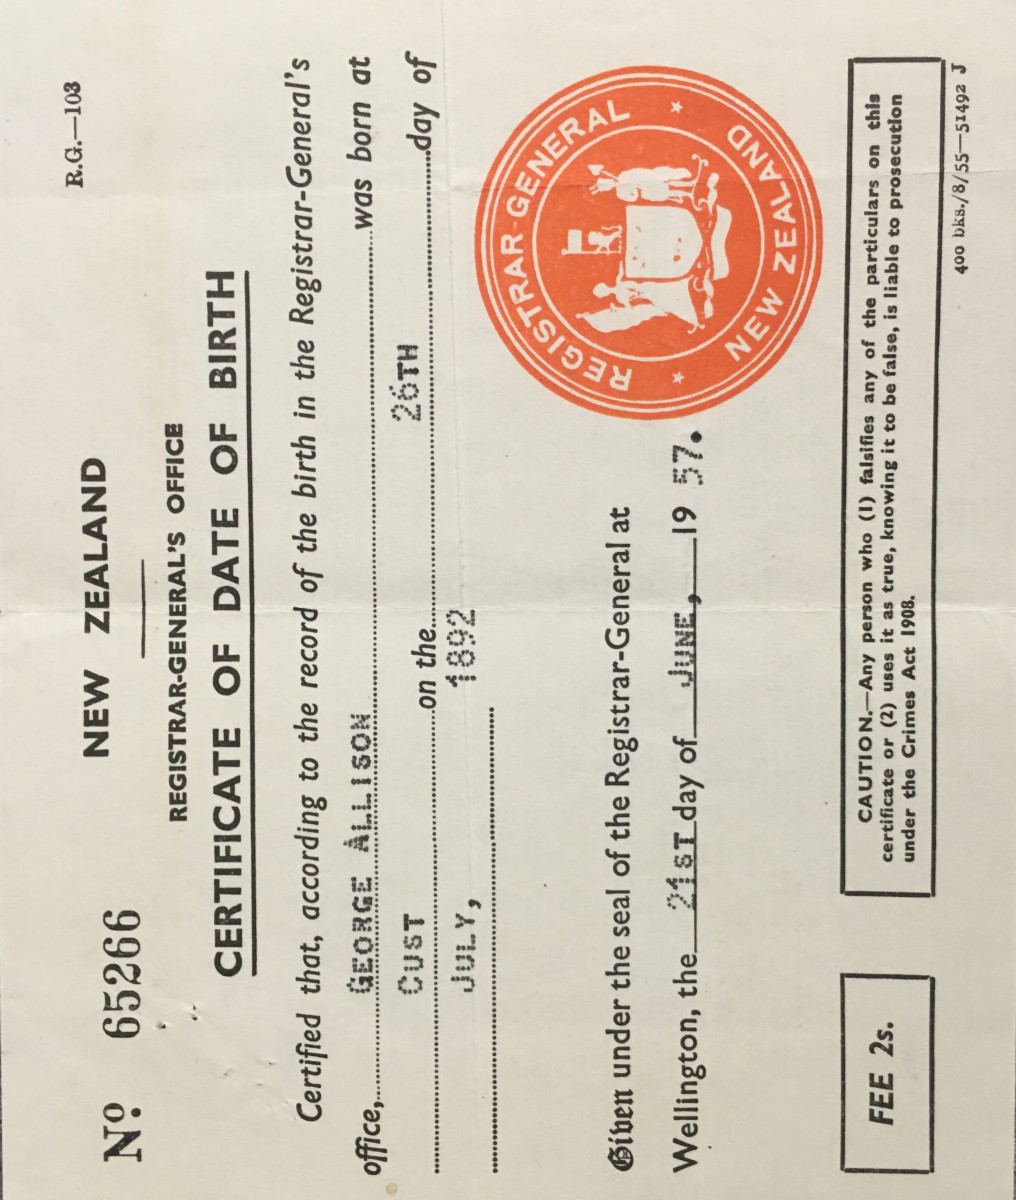 R.G.—103
Nº 65266
NEW ZEALAND
REGISTRAR-GENERAL'S OFFICE
CERTIFICATE OF DATE OF BIRTH
Certified that, according to the record of the birth in the Registrar-General's
office, GEORGE ALLISON was born at
CUST on the 26TH day of
JULY, 1892
Given under the seal of the Registrar-General at
Wellington, the 21ST day of JUNE, 19 57.
REGISTRAR-GENERAL
NEW ZEALAND
FEE 2s.
CAUTION.—Any person who (1) falsifies any of the particulars on this
certificate or (2) uses it as true, knowing it to be false, is liable to prosecution
under the Crimes Act 1908.
400 bks./8/55—51492 J